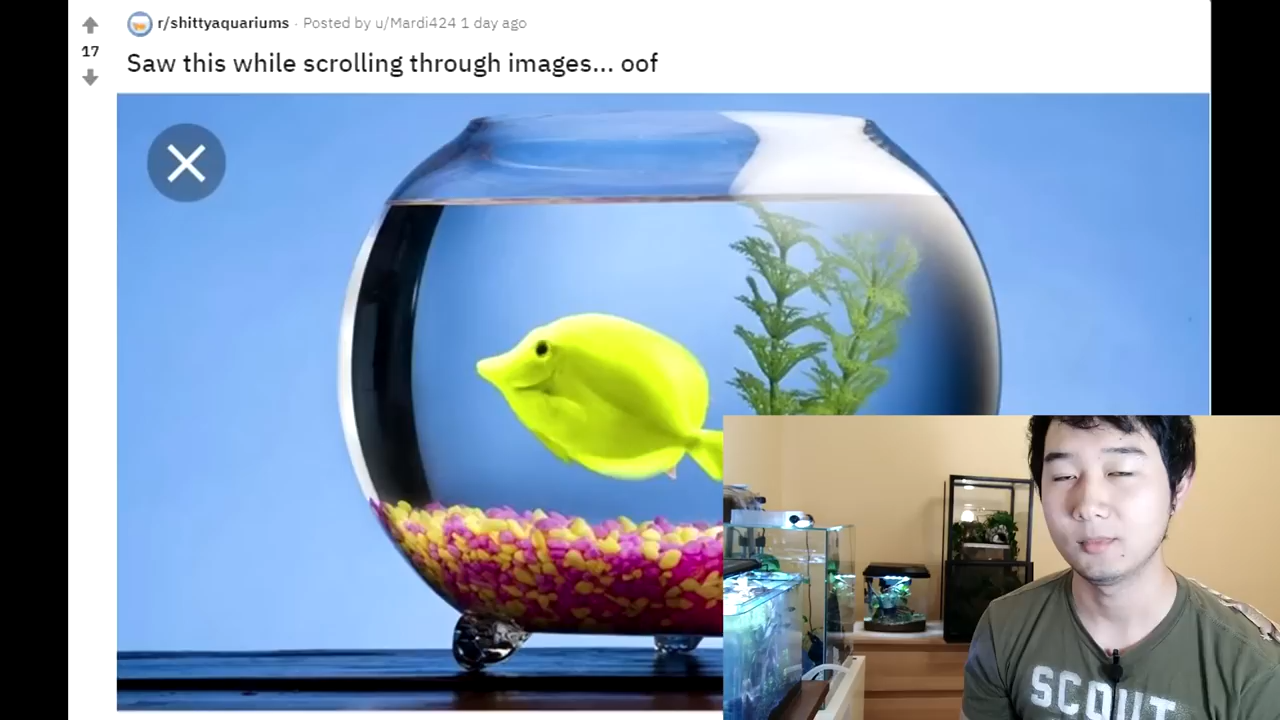 r/shittyaquariums · Posted by u/Mardi424 1 day ago
17
Saw this while scrolling through images... oof
SCOUT